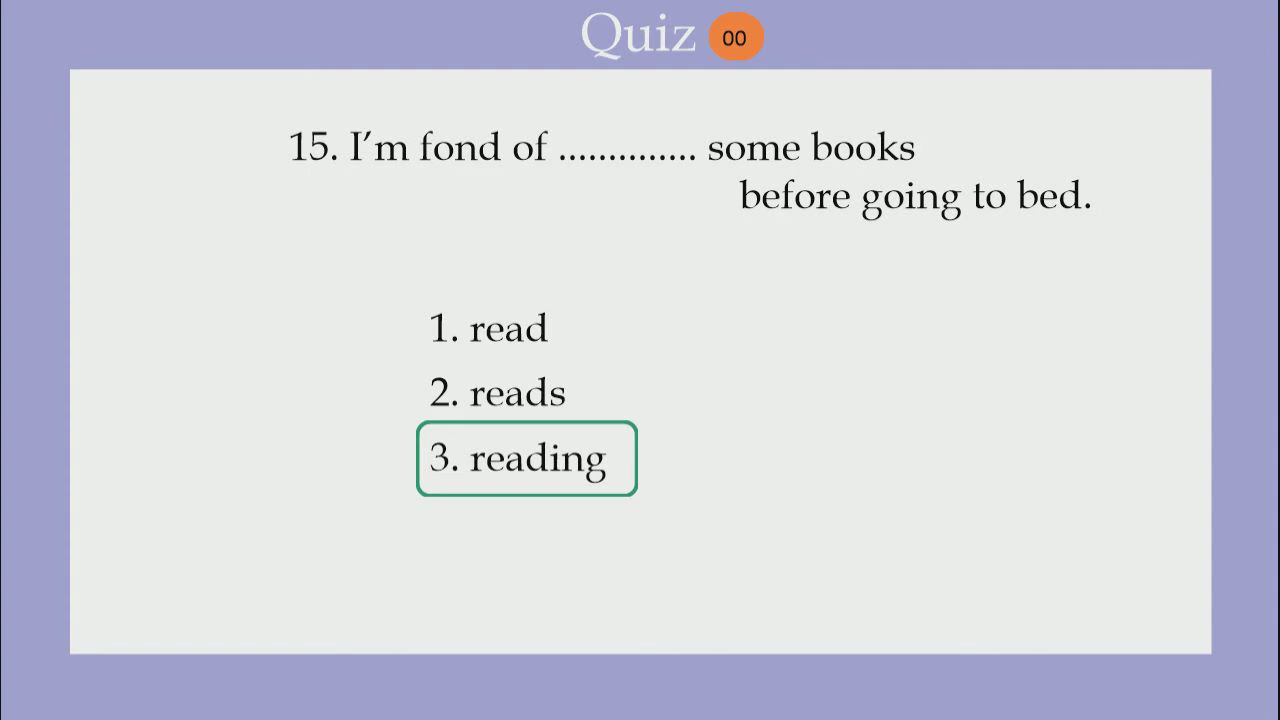 Quiz 00
15. I’m fond of .............. some books
before going to bed.
1. read
2. reads
3. reading